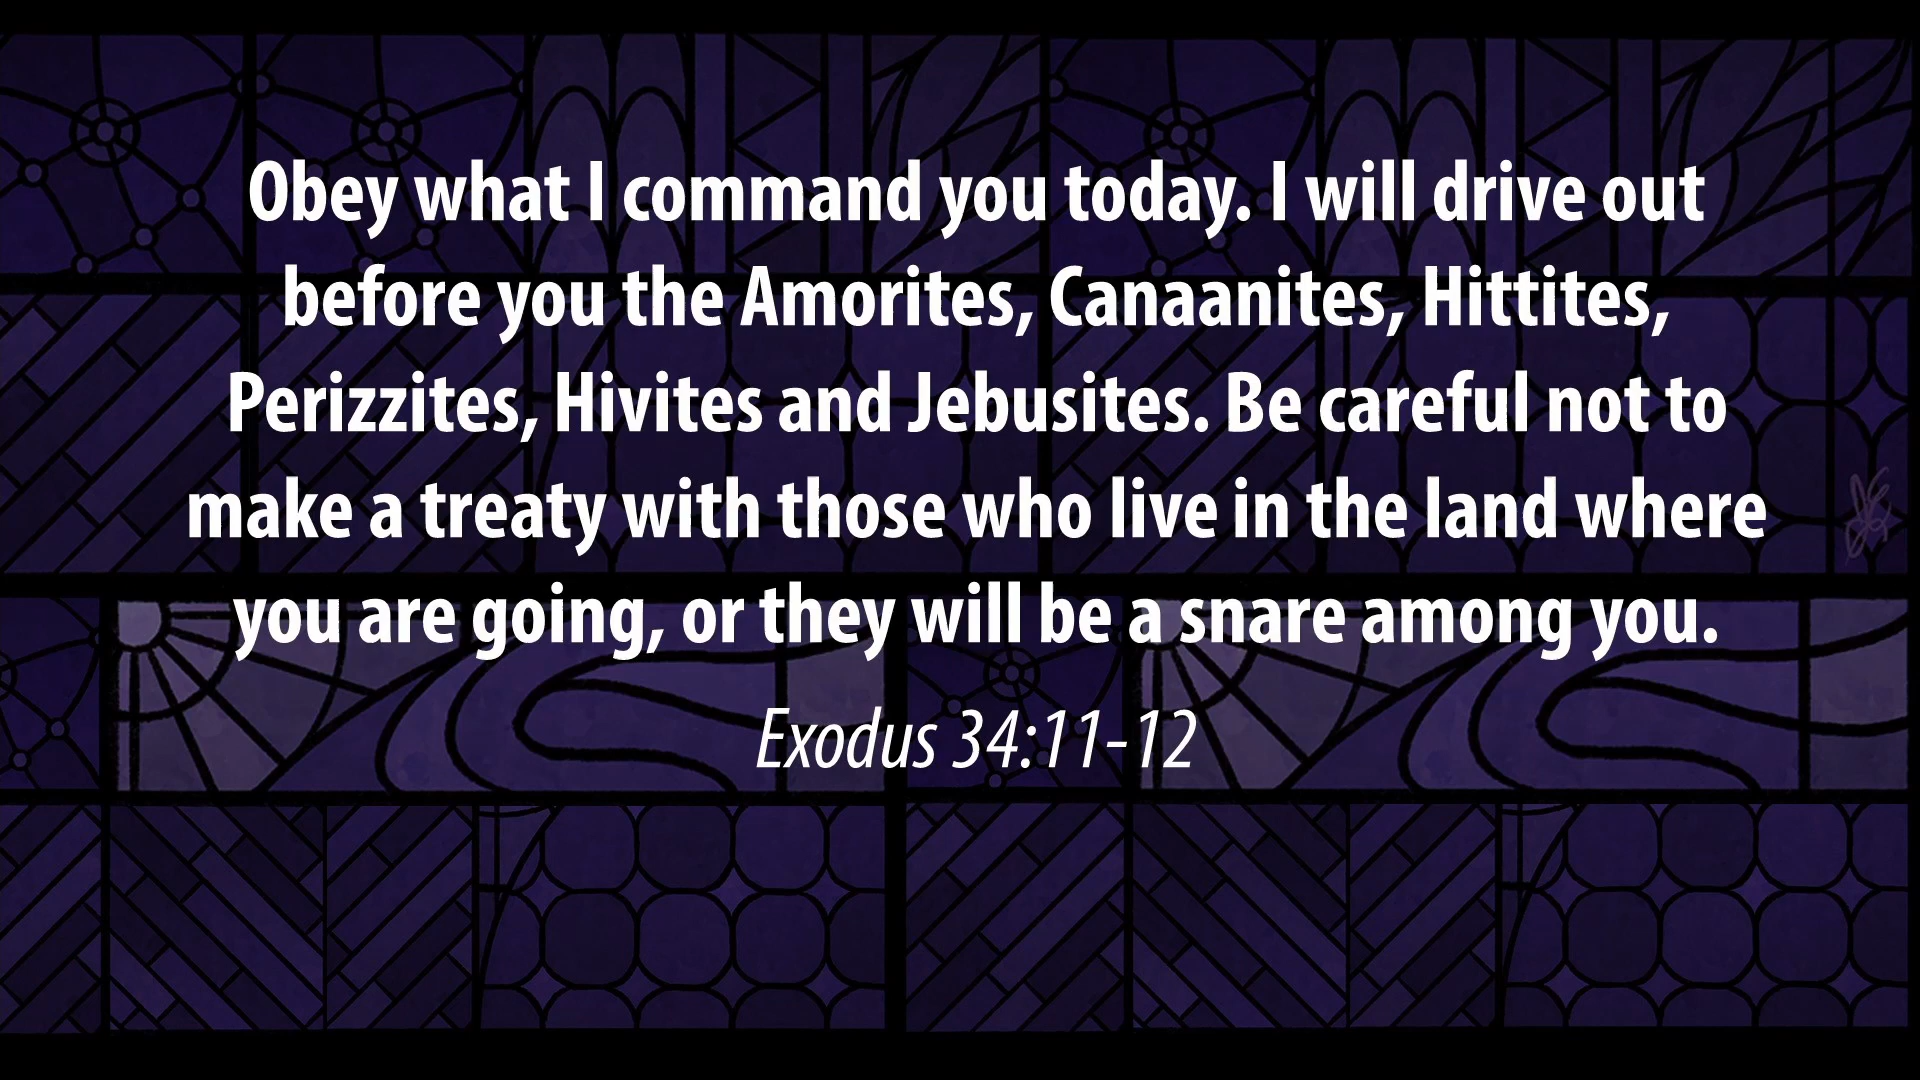 Obey what I command you today. I will drive out
before you the Amorites, Canaanites, Hittites,
Perizzites, Hivites and Jebusites. Be careful not to
make a treaty with those who live in the land where
you are going, or they will be a snare among you.
Exodus 34:11-12